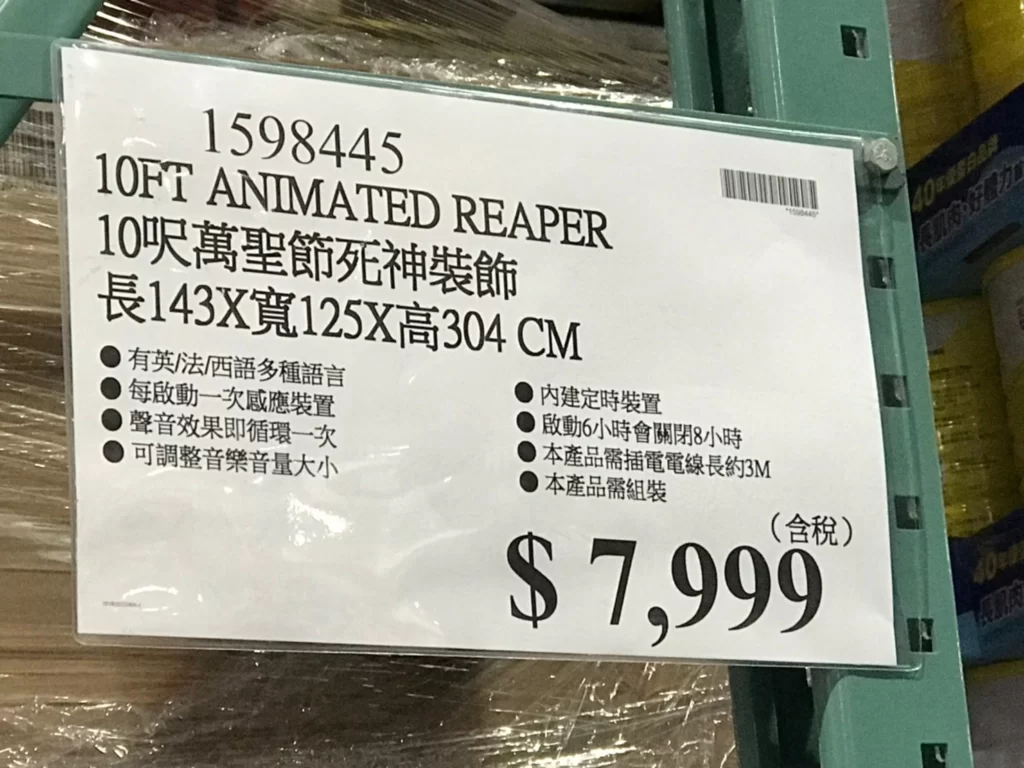 1598445
*1598445*
10FT ANIMATED REAPER
10呎萬聖節死神裝飾
長143X寬125X高304 CM
● 有英/法/西語多種語言
● 每啟動一次感應裝置
● 聲音效果即循環一次
● 可調整音樂音量大小
● 內建定時裝置
● 啟動6小時會關閉8小時
● 本產品需插電電線長約3M
● 本產品需組裝
(含稅)
$ 7,999
長肌肉